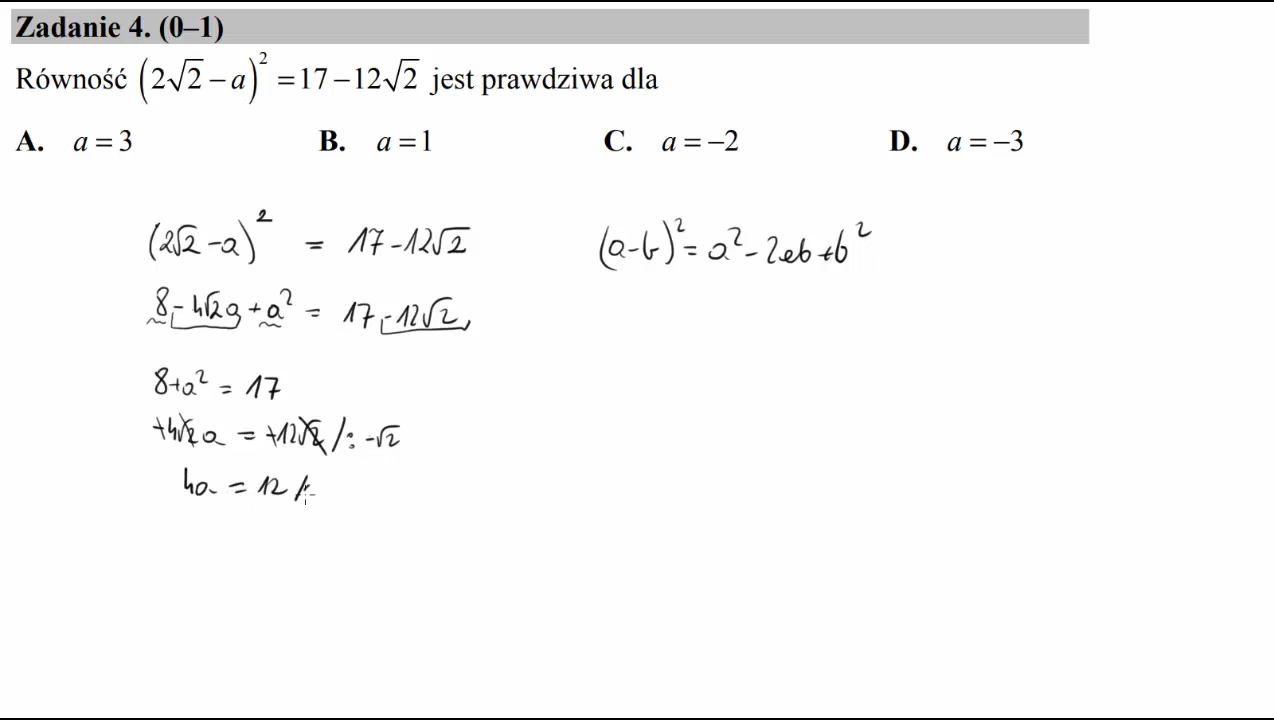 Zadanie 4. (0–1)
Równość (2√2 − a)² = 17 − 12√2 jest prawdziwa dla
A. a = 3 B. a = 1 C. a = −2 D. a = −3
(2√2 − a)² = 17 − 12√2 (a − b)² = a² − 2ab + b²
8 − 4√2a + a² = 17 − 12√2
8 + a² = 17
+4√2a = +12√2 /: −√2
4a = 12 /: